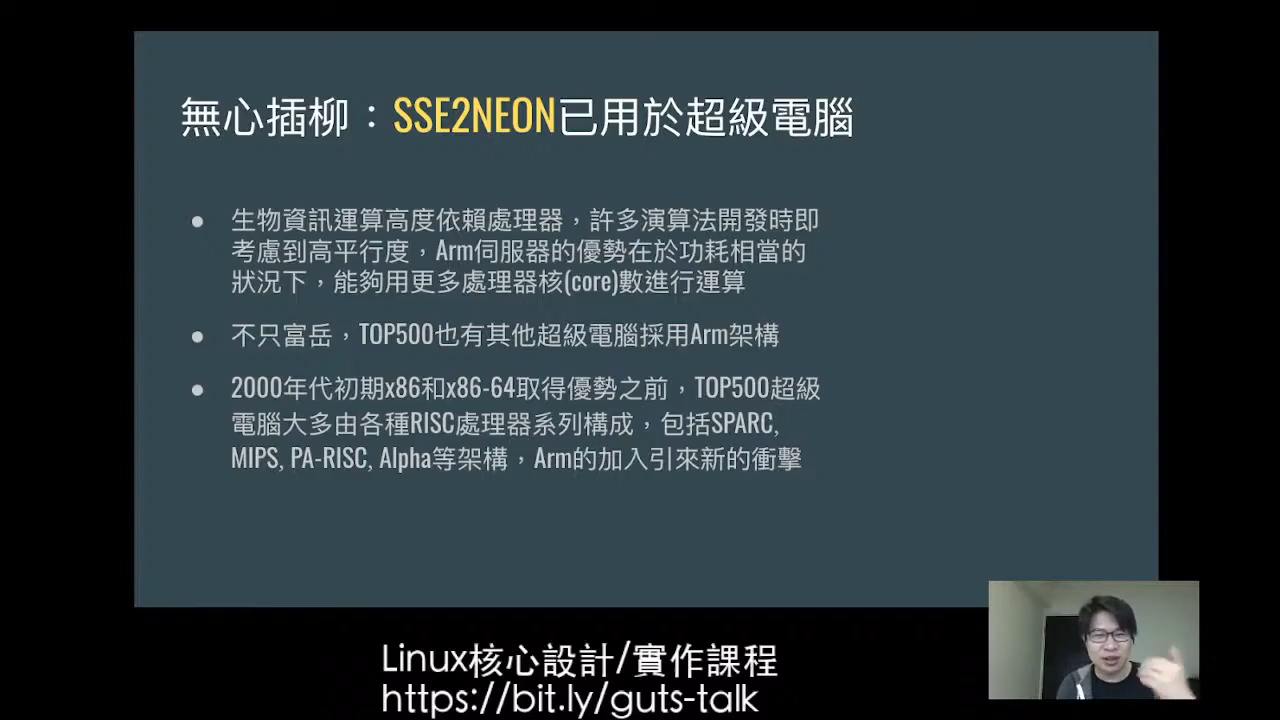 無心插柳：SSE2NEON已用於超級電腦
● 生物資訊運算高度依賴處理器，許多演算法開發時即
考慮到高平行度，Arm伺服器的優勢在於功耗相當的
狀況下，能夠用更多處理器核(core)數進行運算
● 不只富岳，TOP500也有其他超級電腦採用Arm架構
● 2000年代初期x86和x86-64取得優勢之前，TOP500超級
電腦大多由各種RISC處理器系列構成，包括SPARC,
MIPS, PA-RISC, Alpha等架構，Arm的加入引來新的衝擊
Linux核心設計/實作課程
https://bit.ly/guts-talk